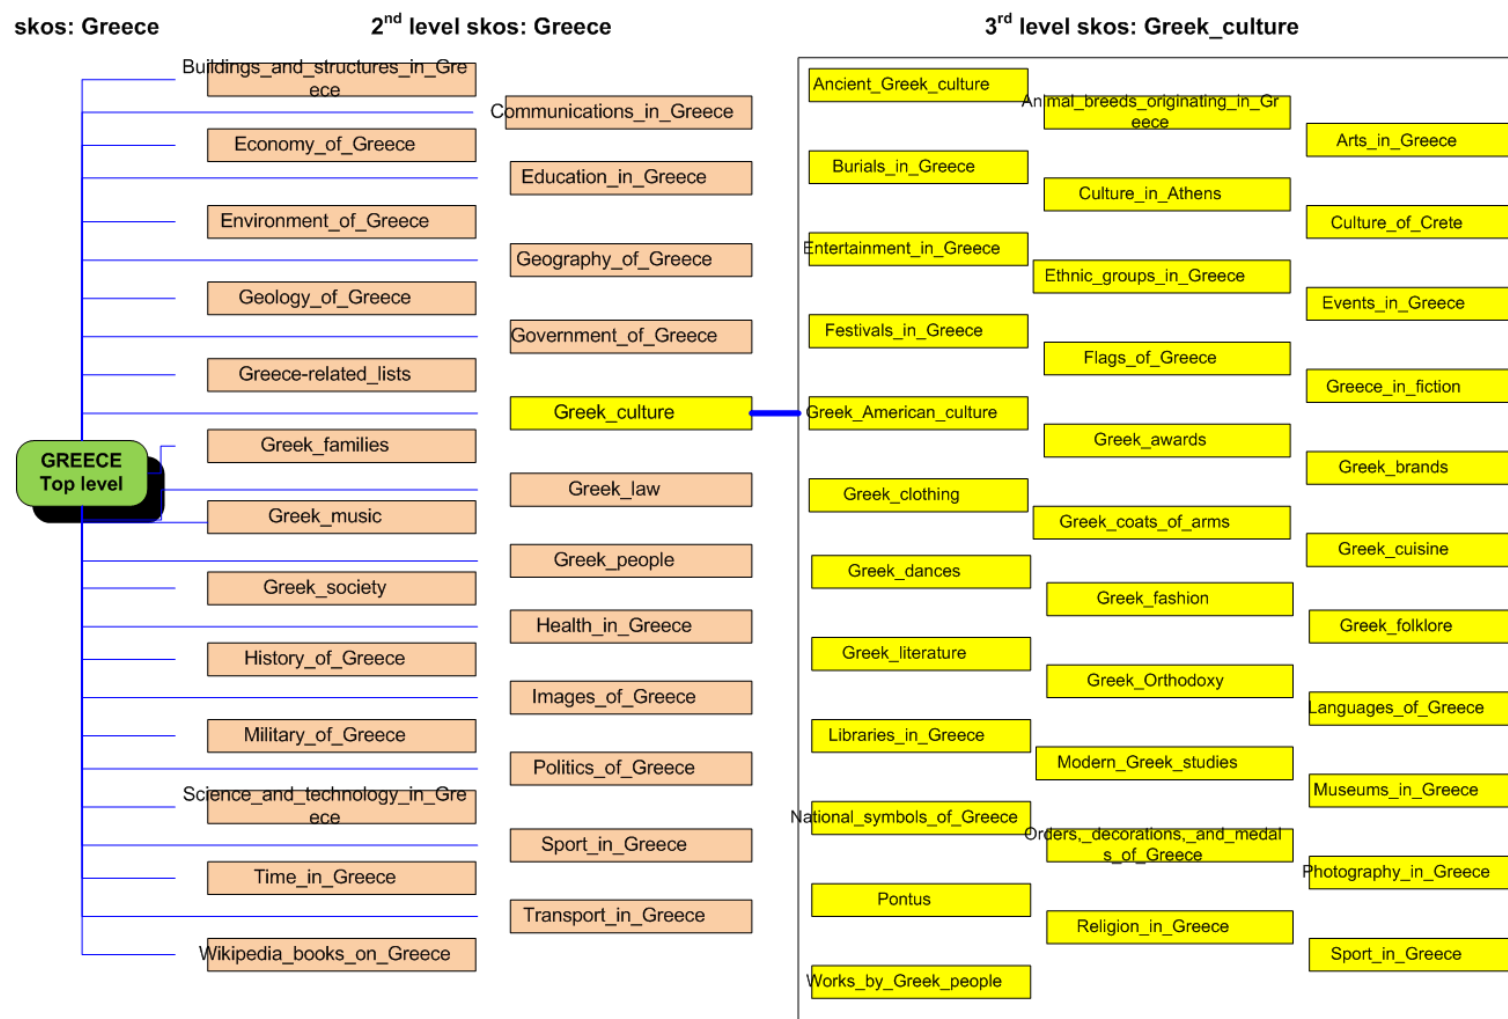 skos: Greece
2nd level skos: Greece
3rd level skos: Greek_culture
GREECE
Top level
Buildings_and_structures_in_Gre
ece
Communications_in_Greece
Economy_of_Greece
Education_in_Greece
Environment_of_Greece
Geography_of_Greece
Geology_of_Greece
Government_of_Greece
Greece-related_lists
Greek_culture
Greek_families
Greek_law
Greek_music
Greek_people
Greek_society
Health_in_Greece
History_of_Greece
Images_of_Greece
Military_of_Greece
Politics_of_Greece
Science_and_technology_in_Gre
ece
Sport_in_Greece
Time_in_Greece
Transport_in_Greece
Wikipedia_books_on_Greece
Ancient_Greek_culture
Animal_breeds_originating_in_Gr
eece
Arts_in_Greece
Burials_in_Greece
Culture_in_Athens
Culture_of_Crete
Entertainment_in_Greece
Ethnic_groups_in_Greece
Events_in_Greece
Festivals_in_Greece
Flags_of_Greece
Greece_in_fiction
Greek_American_culture
Greek_awards
Greek_brands
Greek_clothing
Greek_coats_of_arms
Greek_cuisine
Greek_dances
Greek_fashion
Greek_folklore
Greek_literature
Greek_Orthodoxy
Languages_of_Greece
Libraries_in_Greece
Modern_Greek_studies
Museums_in_Greece
National_symbols_of_Greece
Orders,_decorations,_and_medal
s_of_Greece
Photography_in_Greece
Pontus
Religion_in_Greece
Sport_in_Greece
Works_by_Greek_people